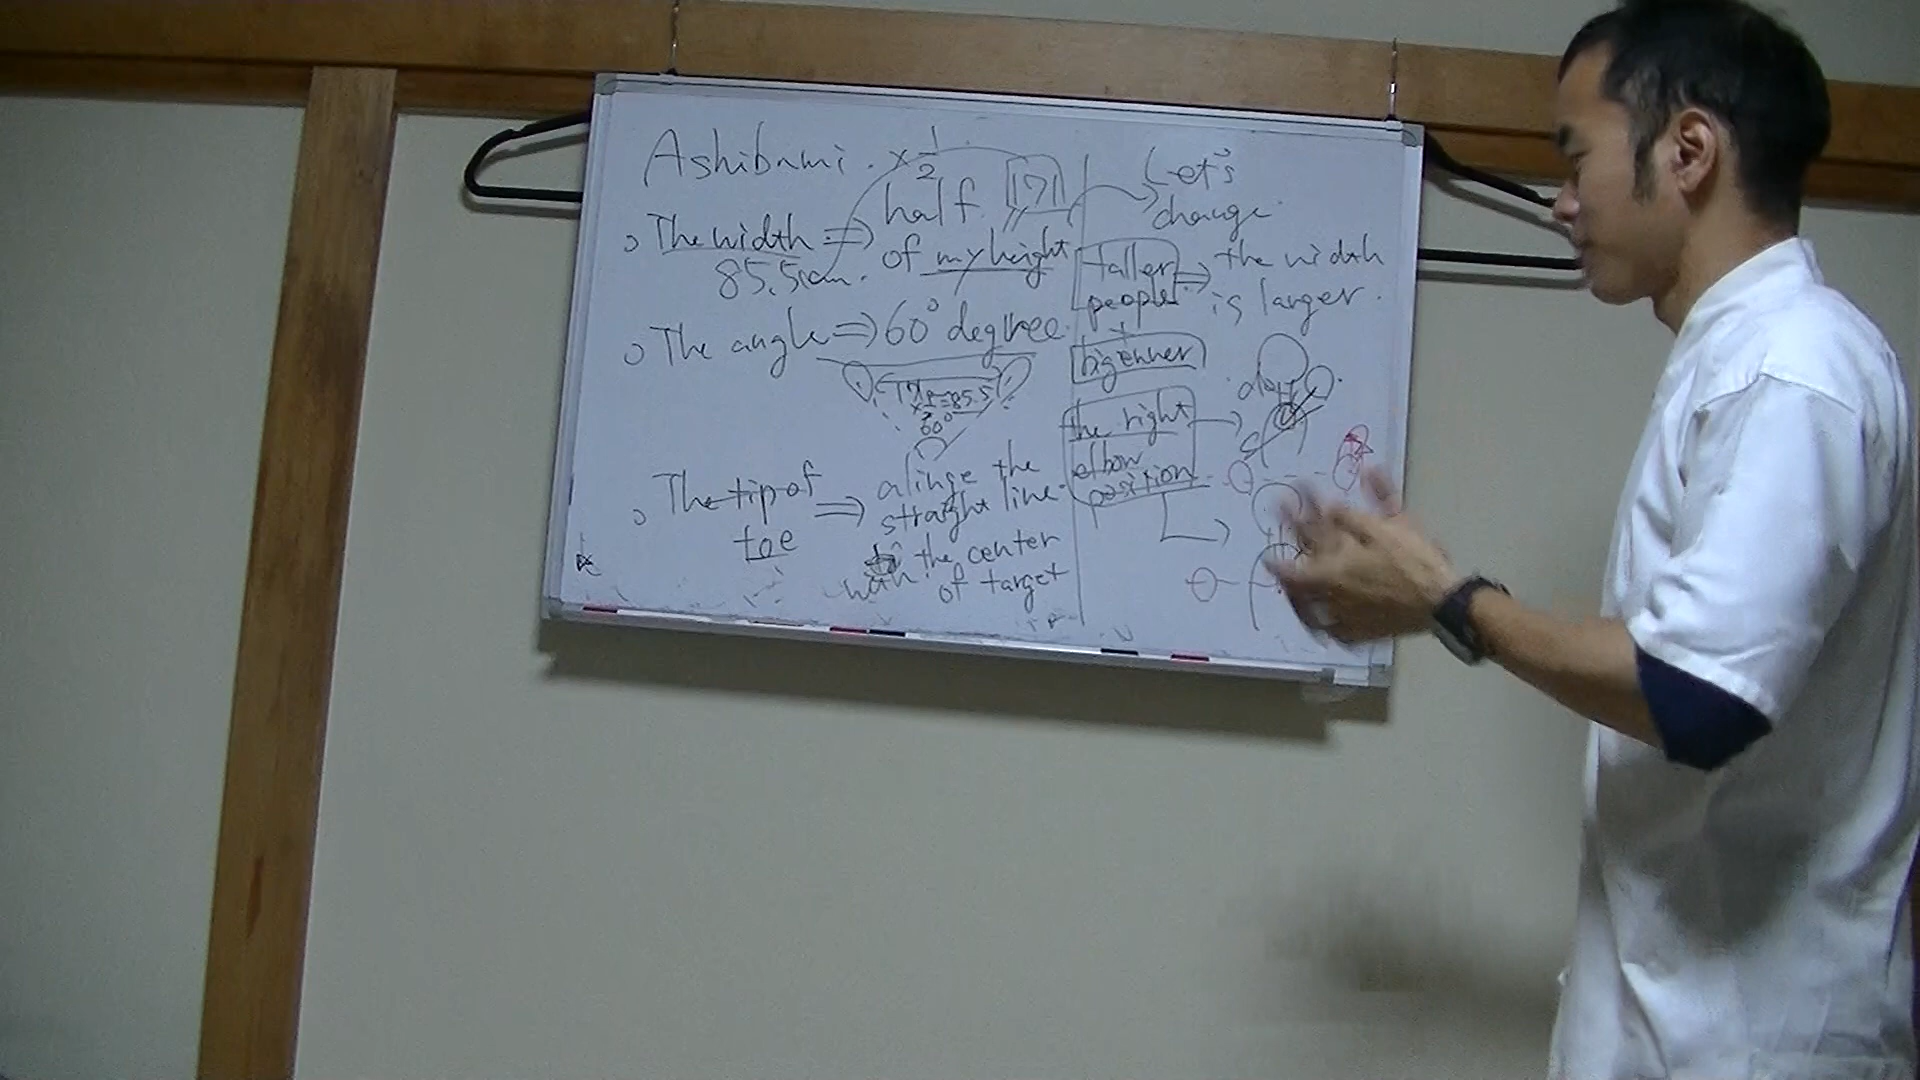 Ashibumi. × 1/2
The width ⇒ half 171
85.5cm. of my height
The angle ⇒ 60° degree
171 × 1/2 = 85.5
60°
The tip of toe ⇒ alinge the
straight line
with the center
of target
Let's
change
taller people ⇒ the width
is larger.
+
bigenner
the right
elbow
position